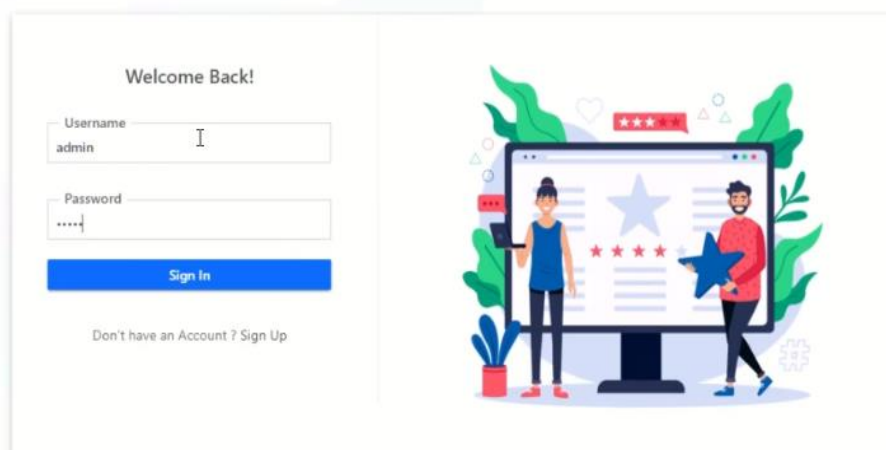 Welcome Back!
Username
admin
Password
•••••
Sign In
Don't have an Account ? Sign Up